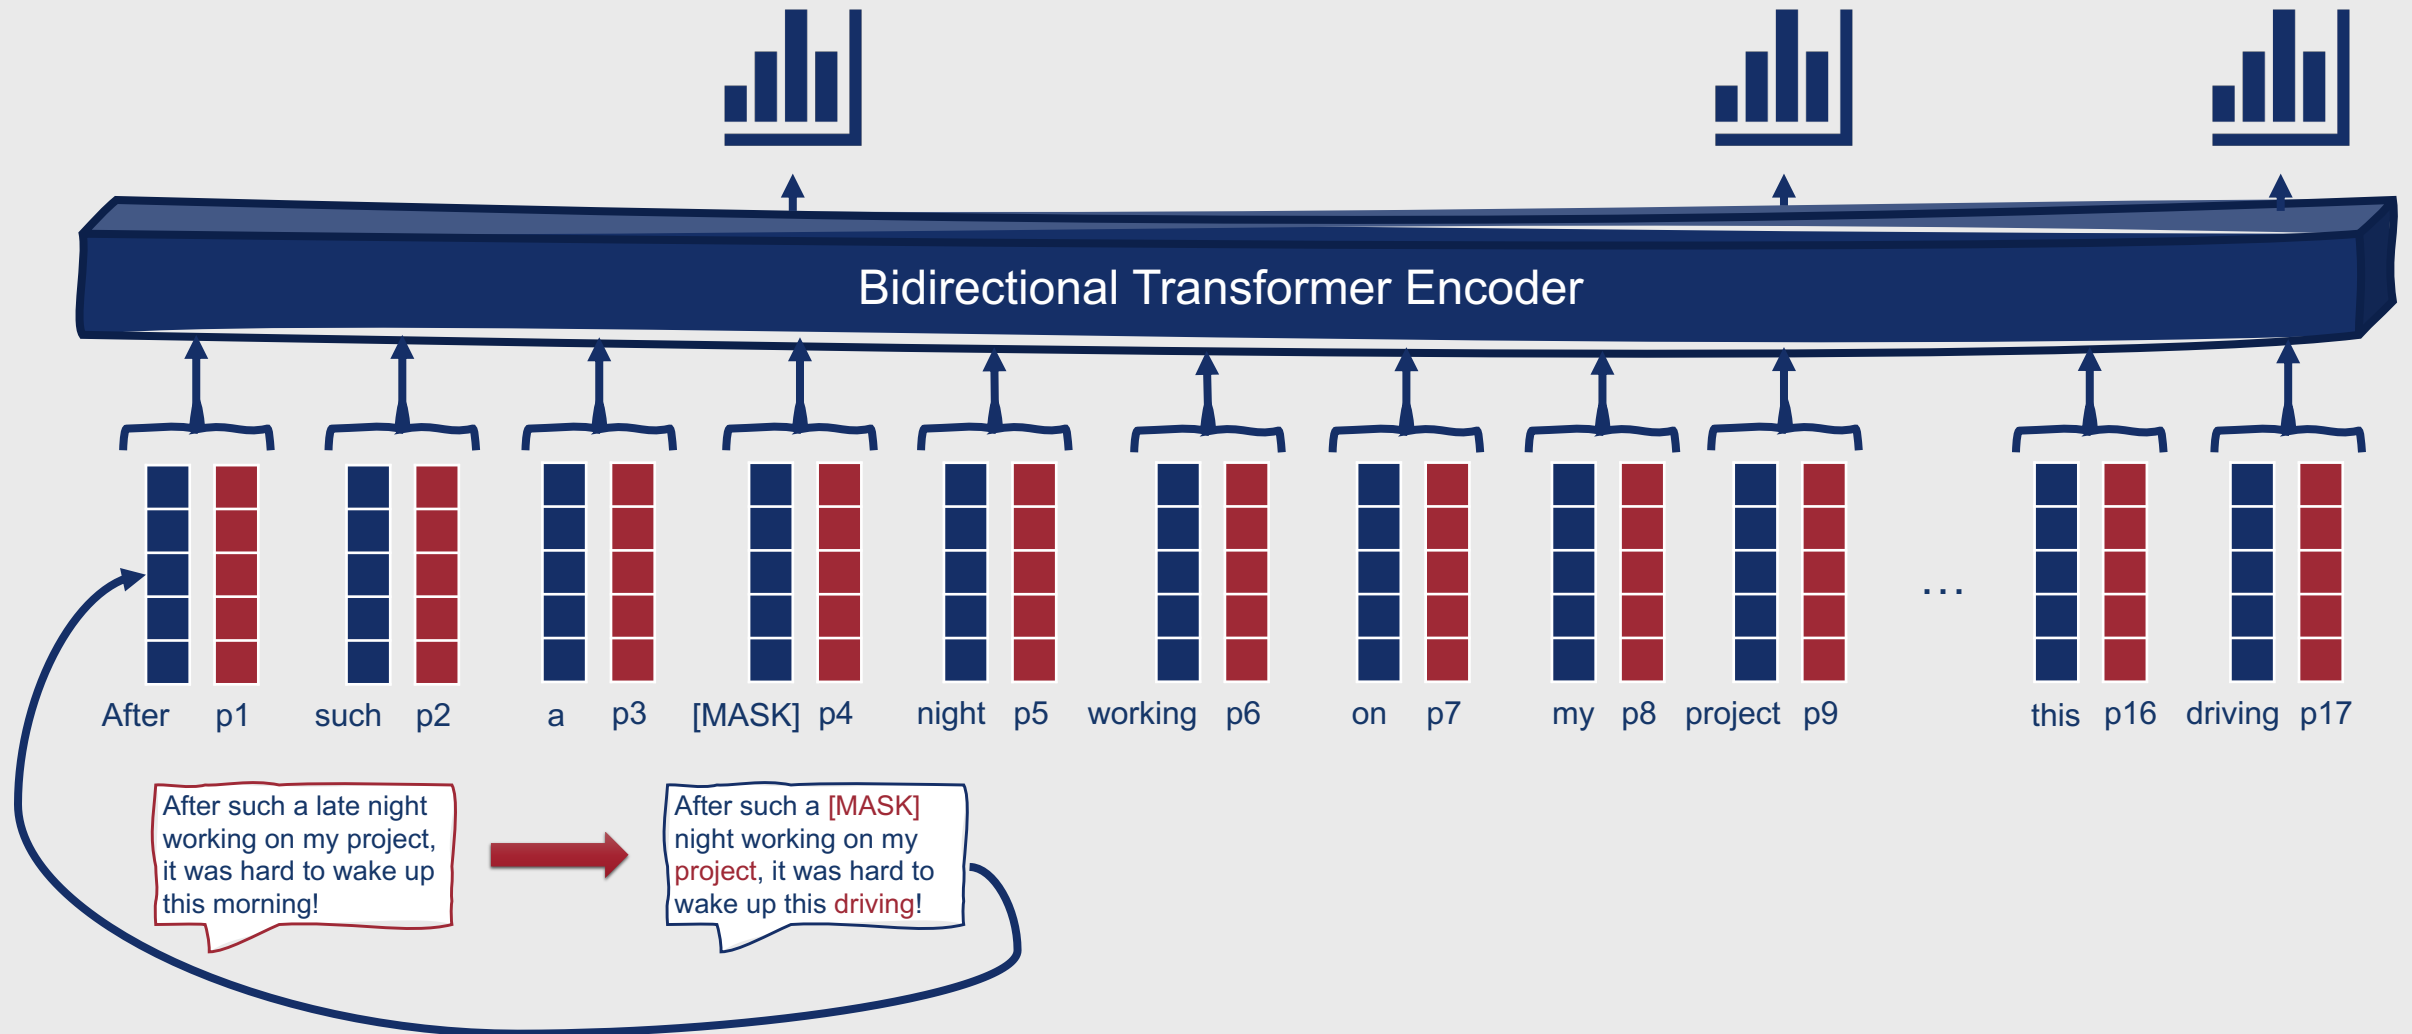 Bidirectional Transformer Encoder
After p1 such p2 a p3 [MASK] p4 night p5 working p6 on p7 my p8 project p9 ... this p16 driving p17
After such a late night
working on my project,
it was hard to wake up
this morning!
After such a [MASK]
night working on my
project, it was hard to
wake up this driving!